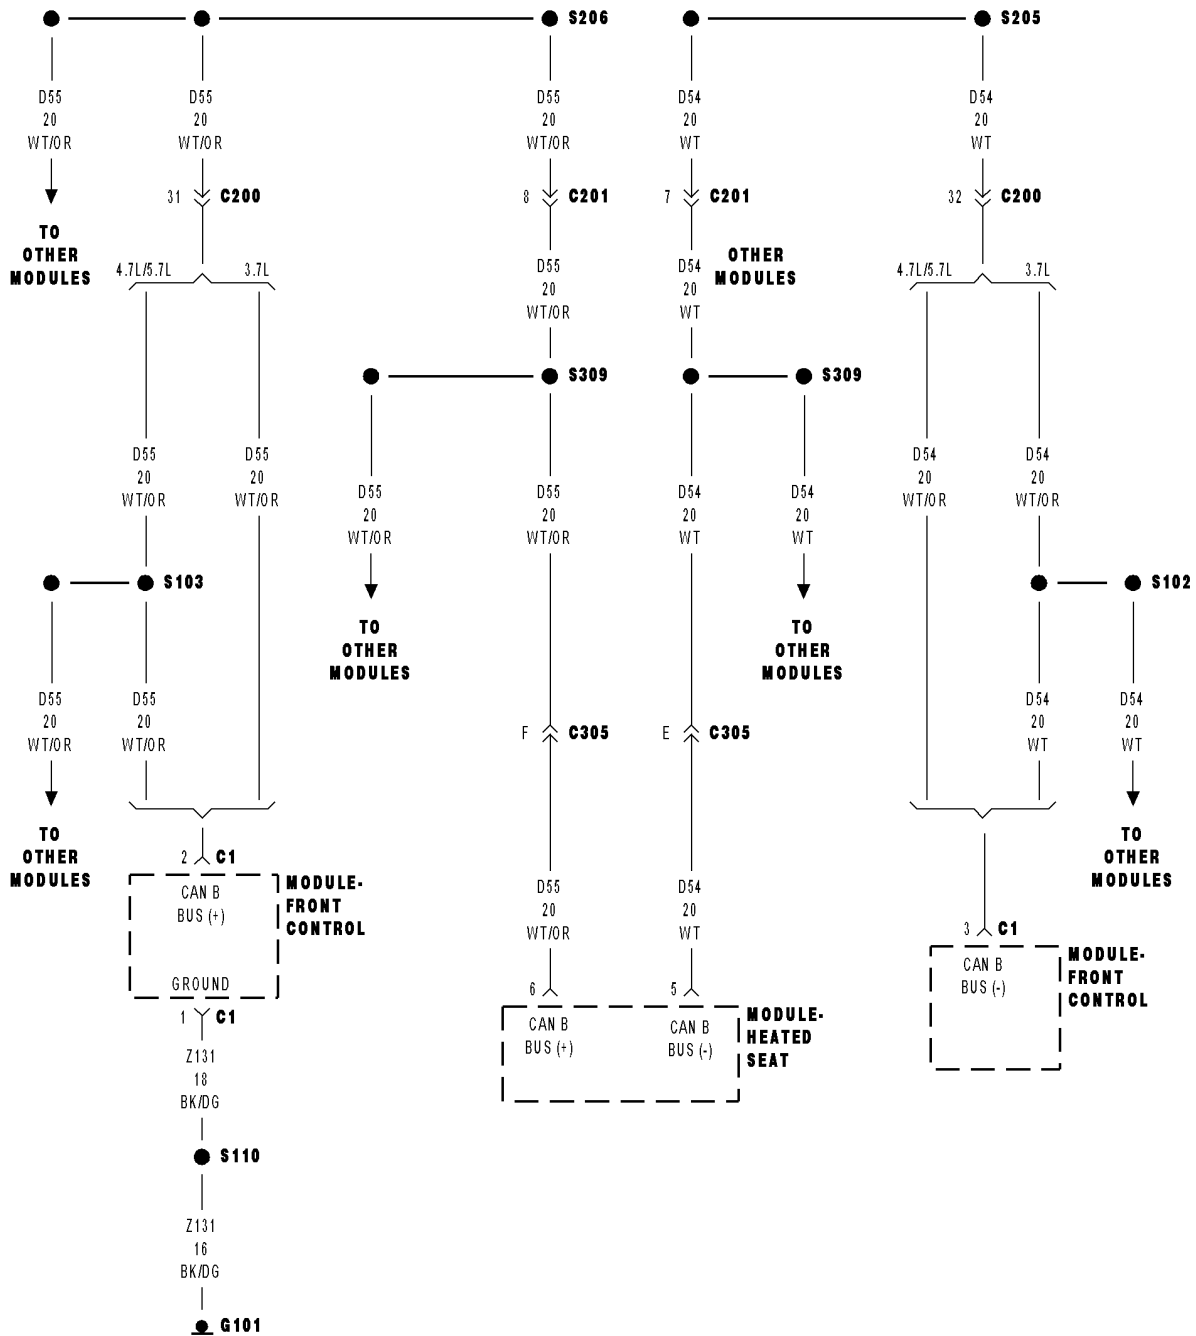 S206
S205
D55
20
WT/OR
D55
20
WT/OR
D55
20
WT/OR
D54
20
WT
D54
20
WT
31
C200
8
C201
7
C201
32
C200
TO
OTHER
MODULES
4.7L/5.7L
3.7L
D55
20
WT/OR
D54
20
WT
OTHER
MODULES
4.7L/5.7L
3.7L
S309
S309
D55
20
WT/OR
D55
20
WT/OR
D55
20
WT/OR
D55
20
WT/OR
D54
20
WT
D54
20
WT
D54
20
WT/OR
D54
20
WT/OR
S103
S102
TO
OTHER
MODULES
TO
OTHER
MODULES
D55
20
WT/OR
D55
20
WT/OR
F
C305
E
C305
D54
20
WT
D54
20
WT
TO
OTHER
MODULES
2
C1
TO
OTHER
MODULES
CAN B
BUS (+)
GROUND
MODULE-
FRONT
CONTROL
D55
20
WT/OR
D54
20
WT
3
C1
CAN B
BUS (-)
MODULE-
FRONT
CONTROL
6
5
CAN B
BUS (+)
CAN B
BUS (-)
MODULE-
HEATED
SEAT
1
C1
Z131
18
BK/DG
S110
Z131
16
BK/DG
G101